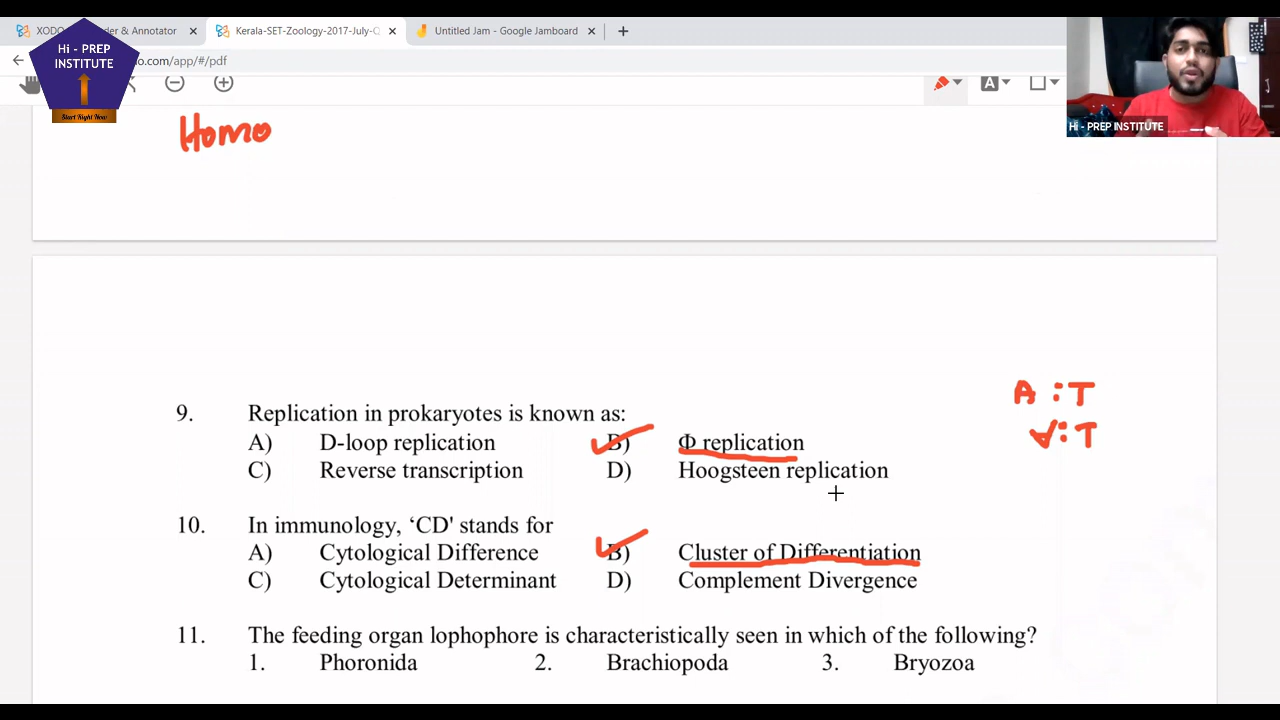 Kerala-SET-Zoology-2017-July-Q
Untitled Jam - Google Jamboard
Hi - PREP
INSTITUTE
Start Right Now
.com/app/#/pdf
A
Hi - PREP INSTITUTE
Homo
A : T
∀ : T
9. Replication in prokaryotes is known as:
A) D-loop replication B) Φ replication
C) Reverse transcription D) Hoogsteen replication
10. In immunology, ‘CD' stands for
A) Cytological Difference B) Cluster of Differentiation
C) Cytological Determinant D) Complement Divergence
11. The feeding organ lophophore is characteristically seen in which of the following?
1. Phoronida 2. Brachiopoda 3. Bryozoa